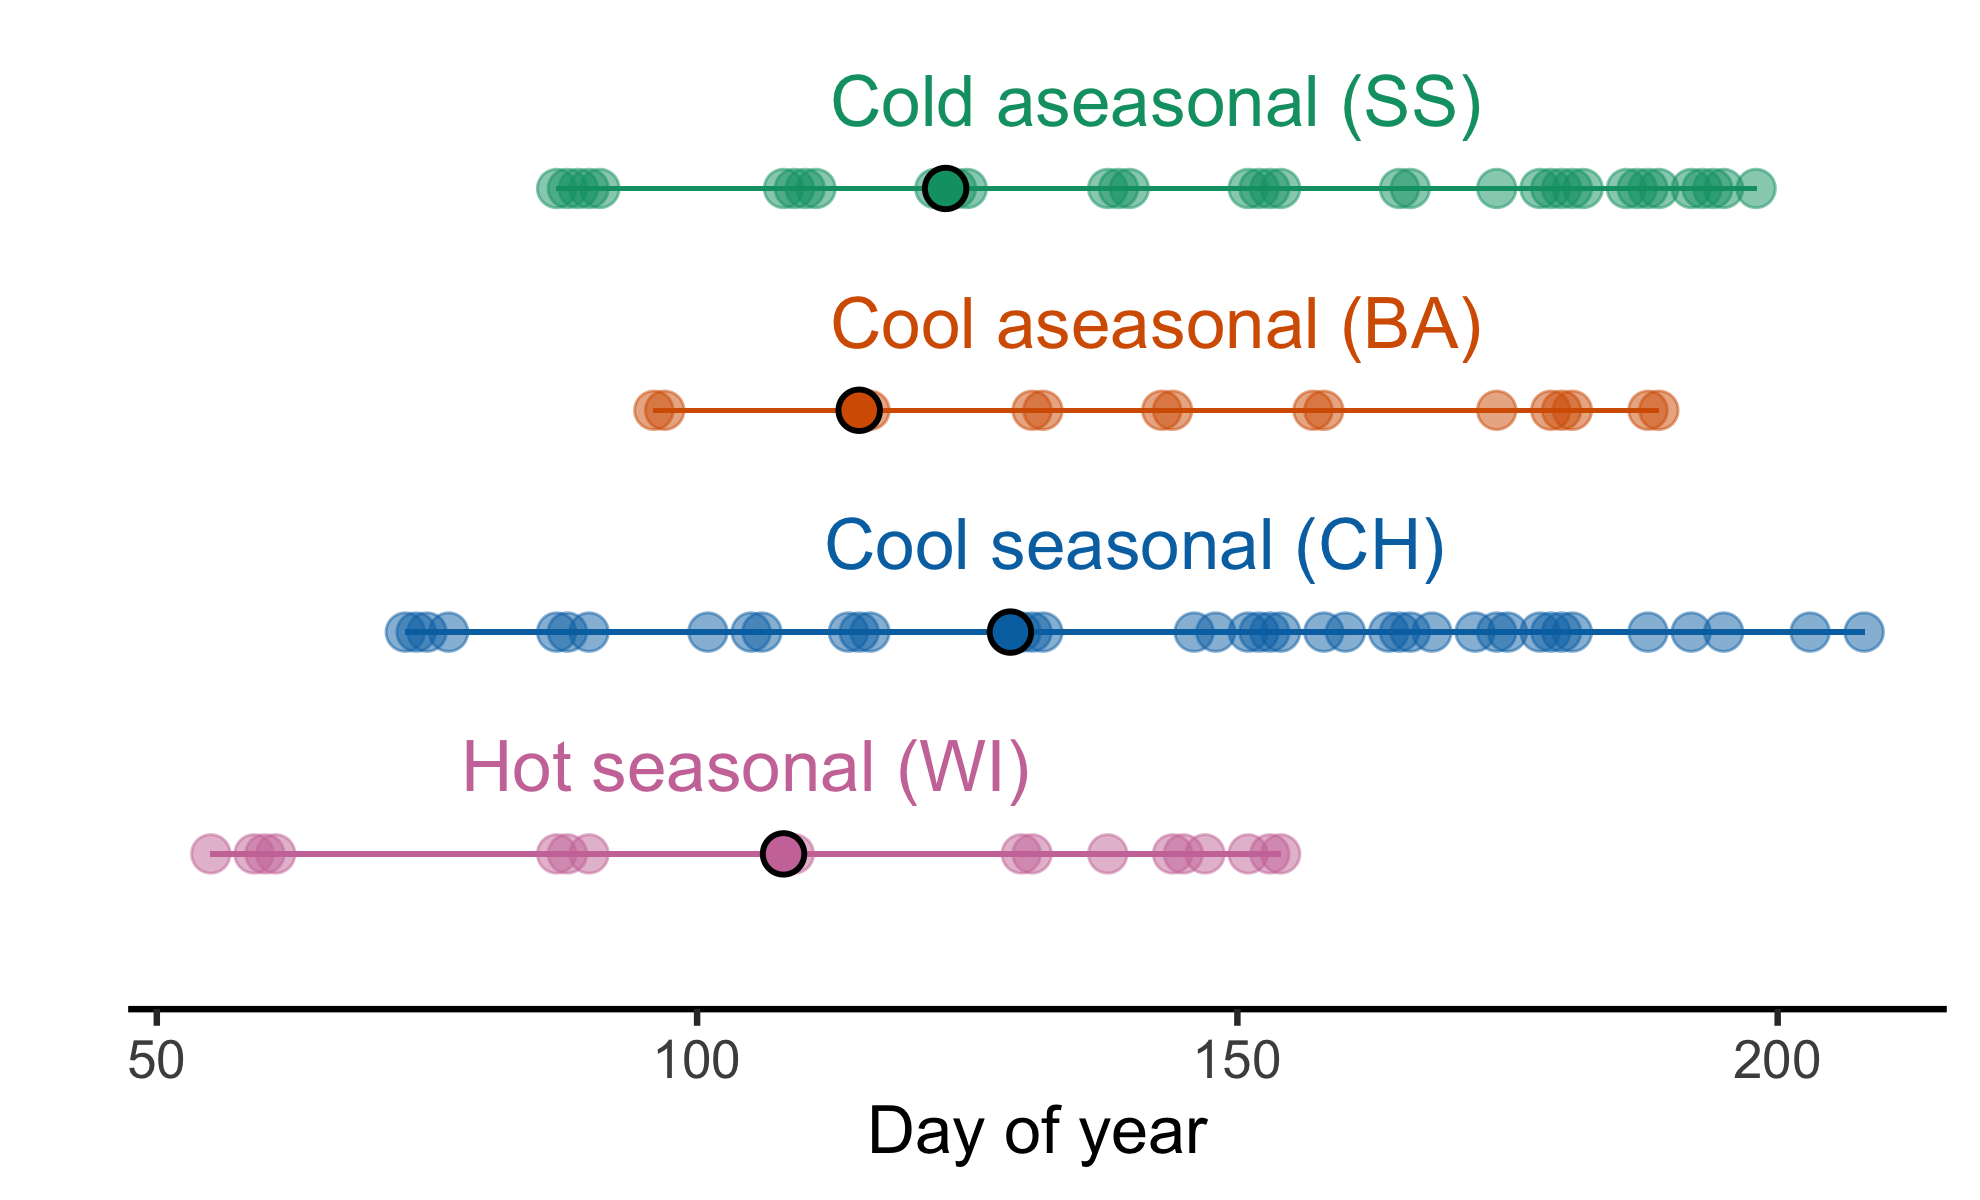 Cold aseasonal (SS)
Cool aseasonal (BA)
Cool seasonal (CH)
Hot seasonal (WI)
50 100 150 200
Day of year